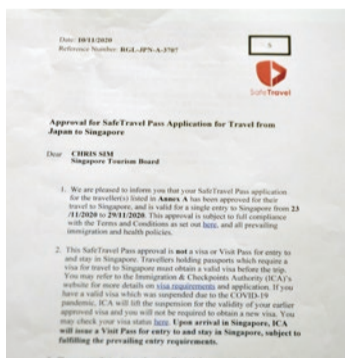 Date: 10/11/2020
Reference Number: RGL-JPN-A-3707
S
SafeTravel
Approval for SafeTravel Pass Application for Travel from
Japan to Singapore
Dear CHRIS SIM
Singapore Tourism Board
1. We are pleased to inform you that your SafeTravel Pass application
for the traveller(s) listed in Annex A has been approved for their
travel to Singapore, and is valid for a single entry to Singapore from 23
/11/2020 to 29/11/2020. This approval is subject to full compliance
with the Terms and Conditions as set out here, and all prevailing
immigration and health policies.
2. This SafeTravel Pass approval is not a visa or Visit Pass for entry to
and stay in Singapore. Travellers holding passports which require a
visa for travel to Singapore must obtain a valid visa before the trip.
You may refer to the Immigration & Checkpoints Authority (ICA)'s
website for more details on visa requirements and application. If you
have a valid visa which was suspended due to the COVID-19
pandemic, ICA will lift the suspension for the validity of your earlier
approved visa and you will not be required to obtain a new visa. You
may check your visa status here. Upon arrival in Singapore, ICA
will issue a Visit Pass for entry to and stay in Singapore, subject to
fulfilling the prevailing entry requirements.